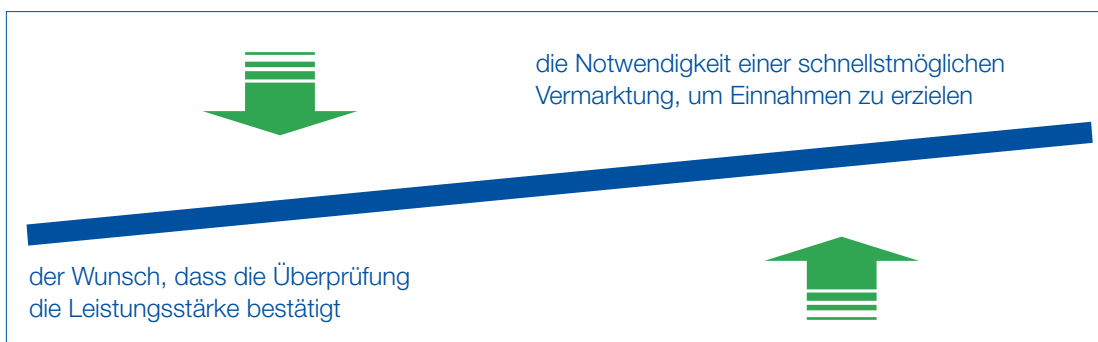 die Notwendigkeit einer schnellstmöglichen
Vermarktung, um Einnahmen zu erzielen
der Wunsch, dass die Überprüfung
die Leistungsstärke bestätigt